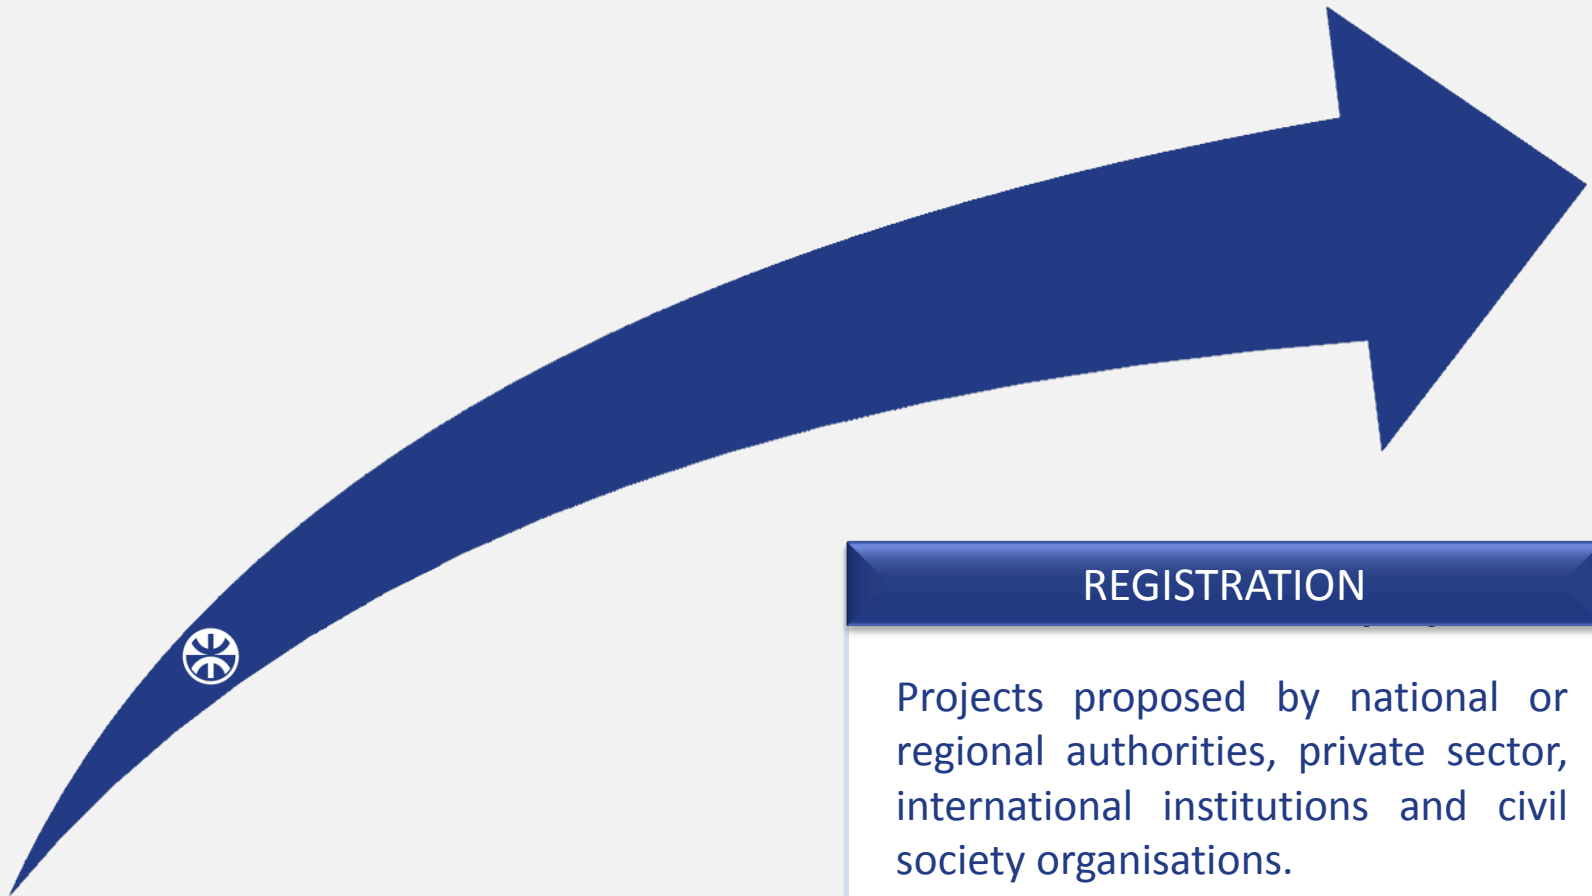 REGISTRATION
Projects proposed by national or
regional authorities, private sector,
international institutions and civil
society organisations.